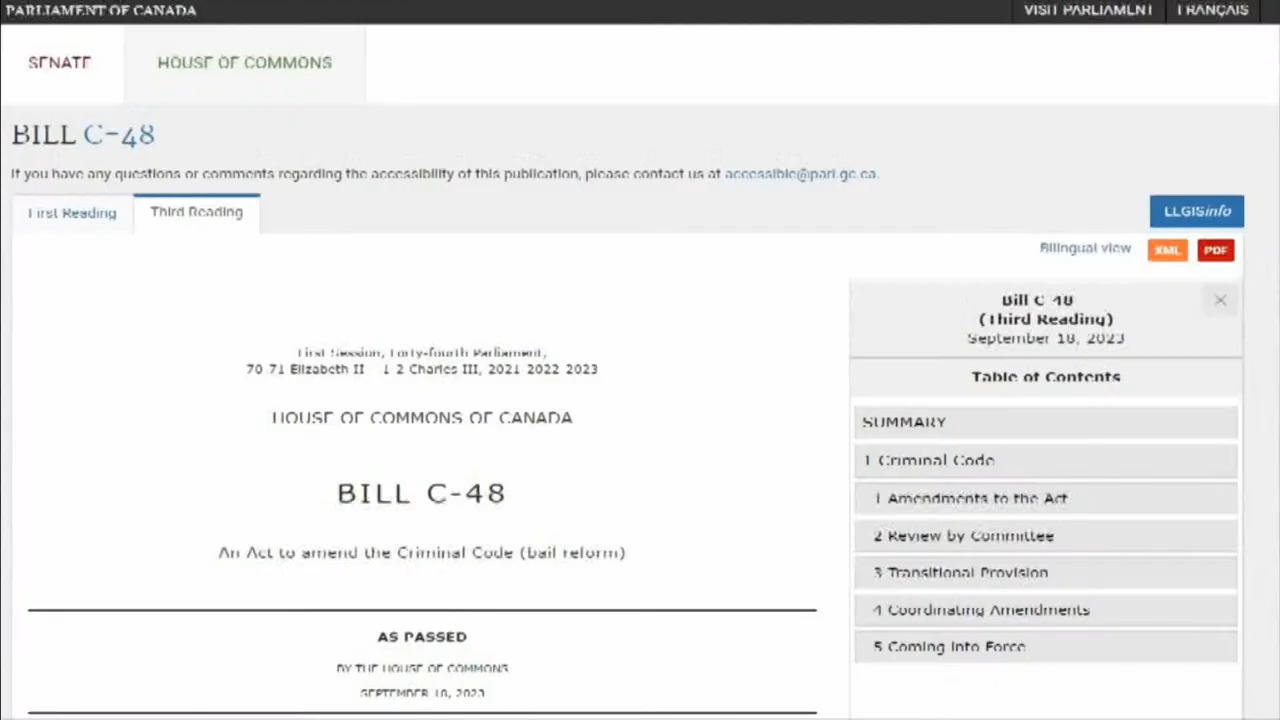 PARLIAMENT OF CANADA
VISIT PARLIAMENT
FRANÇAIS
SENATE
HOUSE OF COMMONS
BILL C-48
If you have any questions or comments regarding the accessibility of this publication, please contact us at accessible@parl.gc.ca.
First Reading
Third Reading
LEGISinfo
Bilingual view
XML
PDF
First Session, Forty-fourth Parliament,
70-71 Elizabeth II – 1-2 Charles III, 2021-2022-2023
HOUSE OF COMMONS OF CANADA
BILL C-48
An Act to amend the Criminal Code (bail reform)
AS PASSED
BY THE HOUSE OF COMMONS
SEPTEMBER 18, 2023
Bill C-48
(Third Reading)
September 18, 2023
Table of Contents
SUMMARY
1 Criminal Code
1 Amendments to the Act
2 Review by Committee
3 Transitional Provision
4 Coordinating Amendments
5 Coming into Force